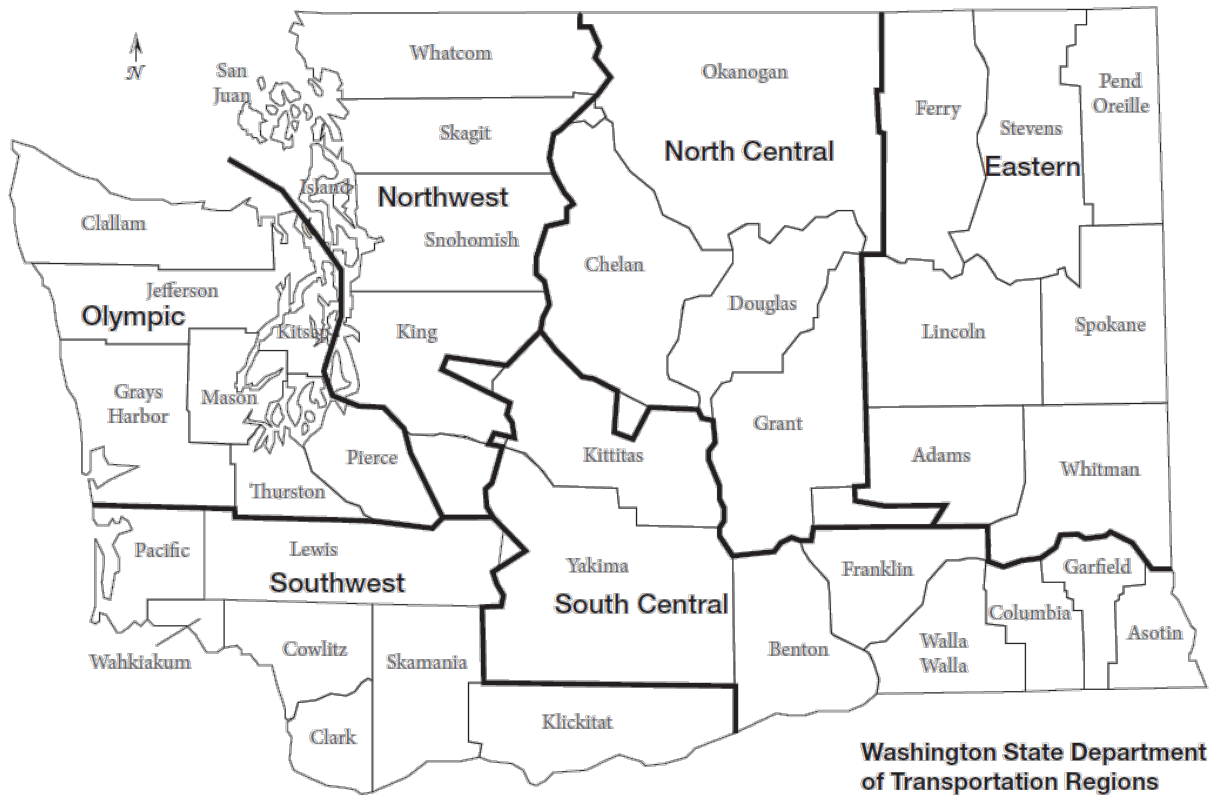 N
Whatcom
Okanogan
San
Juan
Pend
Oreille
Ferry
Stevens
Skagit
North Central
Eastern
Island
Northwest
Clallam
Snohomish
Chelan
Jefferson
Olympic
Douglas
Kitsap
King
Lincoln
Spokane
Grays
Harbor
Mason
Grant
Pierce
Kittitas
Adams
Whitman
Thurston
Pacific
Lewis
Southwest
Yakima
South Central
Franklin
Garfield
Columbia
Asotin
Wahkiakum
Cowlitz
Skamania
Benton
Walla
Walla
Klickitat
Clark
Washington State Department
of Transportation Regions